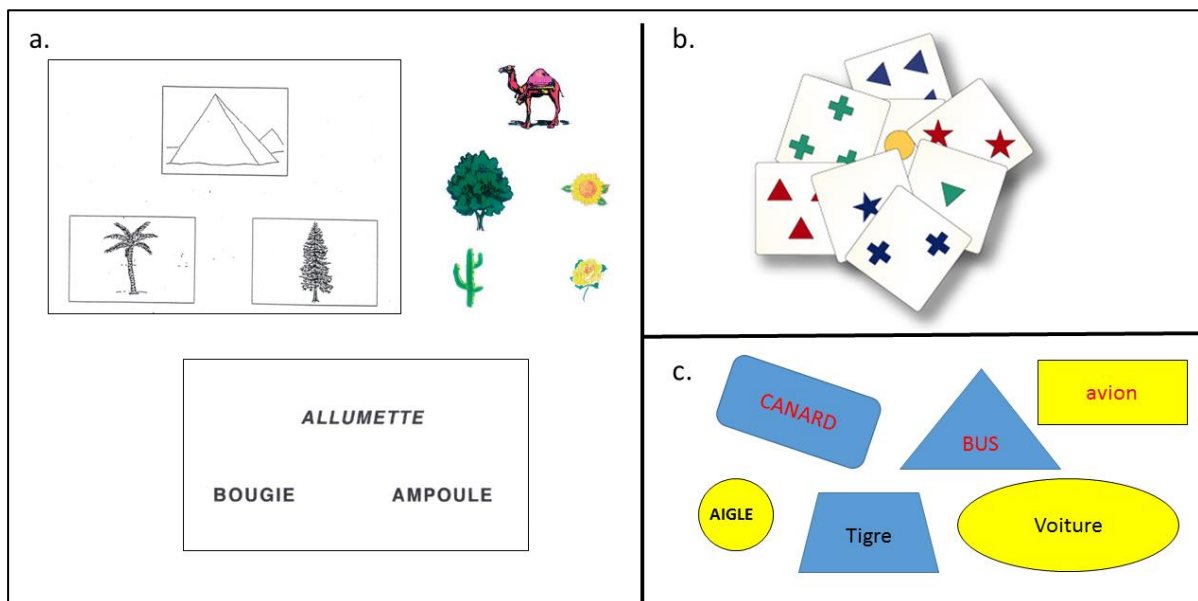 a.
ALLUMETTE
BOUGIE AMPOULE
b.
c.
CANARD
BUS
avion
AIGLE
Tigre
Voiture